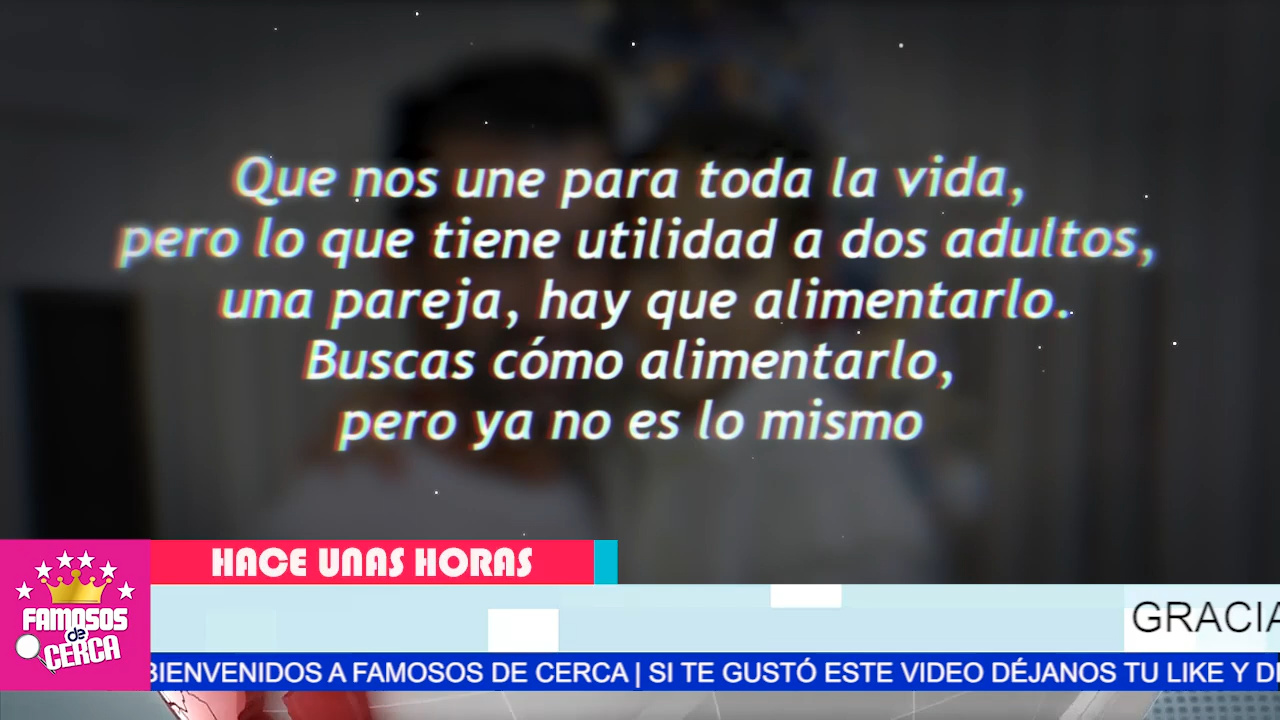 Que nos une para toda la vida,
pero lo que tiene utilidad a dos adultos,
una pareja, hay que alimentarlo.
Buscas cómo alimentarlo,
pero ya no es lo mismo
HACE UNAS HORAS
FAMOSOS
de
CERCA
GRACIA
BIENVENIDOS A FAMOSOS DE CERCA | SI TE GUSTÓ ESTE VIDEO DÉJANOS TU LIKE Y